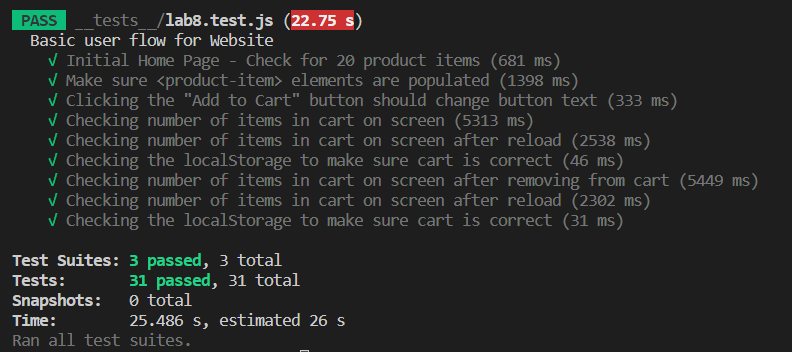 PASS __tests__/lab8.test.js (22.75 s)
Basic user flow for Website
√ Initial Home Page - Check for 20 product items (681 ms)
√ Make sure <product-item> elements are populated (1398 ms)
√ Clicking the "Add to Cart" button should change button text (333 ms)
√ Checking number of items in cart on screen (5313 ms)
√ Checking number of items in cart on screen after reload (2538 ms)
√ Checking the localStorage to make sure cart is correct (46 ms)
√ Checking number of items in cart on screen after removing from cart (5449 ms)
√ Checking number of items in cart on screen after reload (2302 ms)
√ Checking the localStorage to make sure cart is correct (31 ms)
Test Suites: 3 passed, 3 total
Tests: 31 passed, 31 total
Snapshots: 0 total
Time: 25.486 s, estimated 26 s
Ran all test suites.